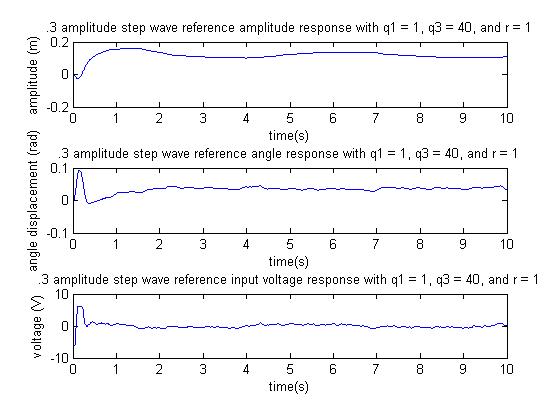 .3 amplitude step wave reference amplitude response with q1 = 1, q3 = 40, and r = 1
amplitude (m)
0.2
0
-0.2
0 1 2 3 4 5 6 7 8 9 10
time(s)
.3 amplitude step wave reference angle response with q1 = 1, q3 = 40, and r = 1
angle displacement (rad)
0.1
0
-0.1
0 1 2 3 4 5 6 7 8 9 10
time(s)
.3 amplitude step wave reference input voltage response with q1 = 1, q3 = 40, and r = 1
voltage (V)
10
0
-10
0 1 2 3 4 5 6 7 8 9 10
time(s)